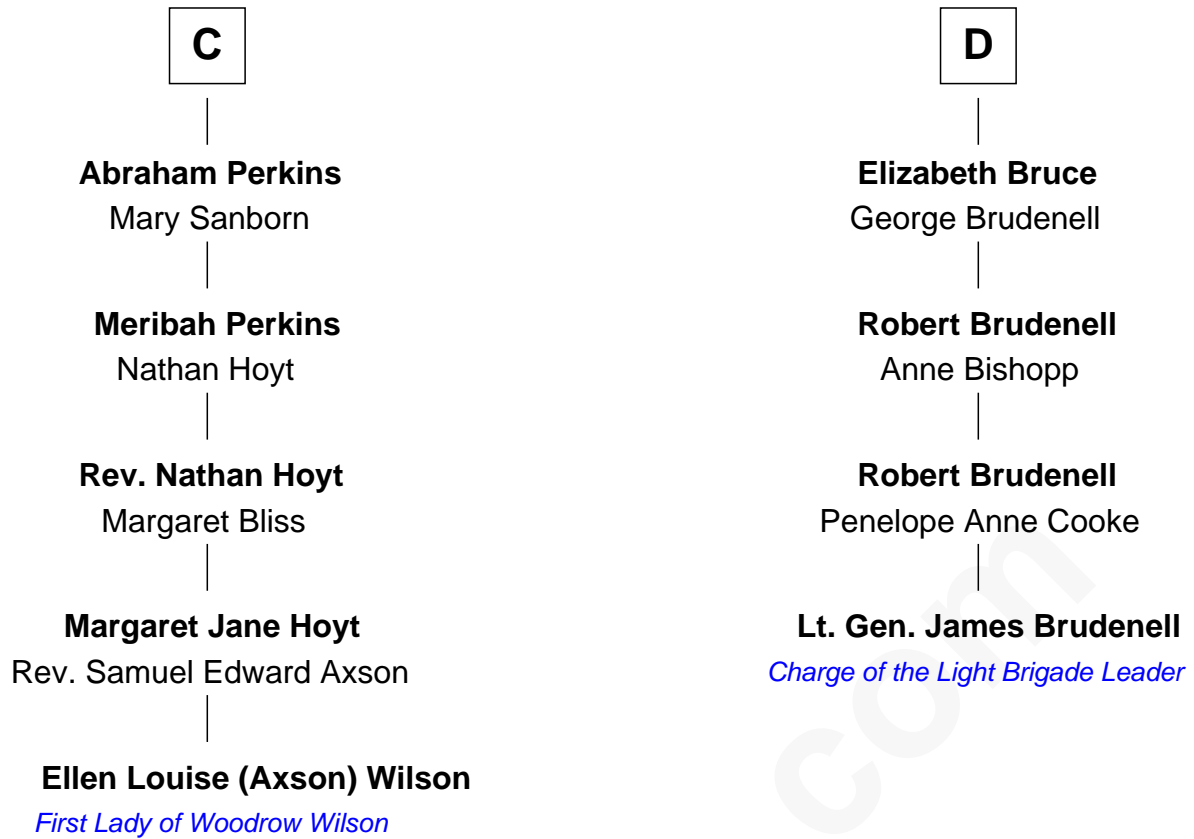 C
Abraham Perkins
Mary Sanborn
Meribah Perkins
Nathan Hoyt
Rev. Nathan Hoyt
Margaret Bliss
Margaret Jane Hoyt
Rev. Samuel Edward Axson
Ellen Louise (Axson) Wilson
First Lady of Woodrow Wilson
D
Elizabeth Bruce
George Brudenell
Robert Brudenell
Anne Bishopp
Robert Brudenell
Penelope Anne Cooke
Lt. Gen. James Brudenell
Charge of the Light Brigade Leader
com